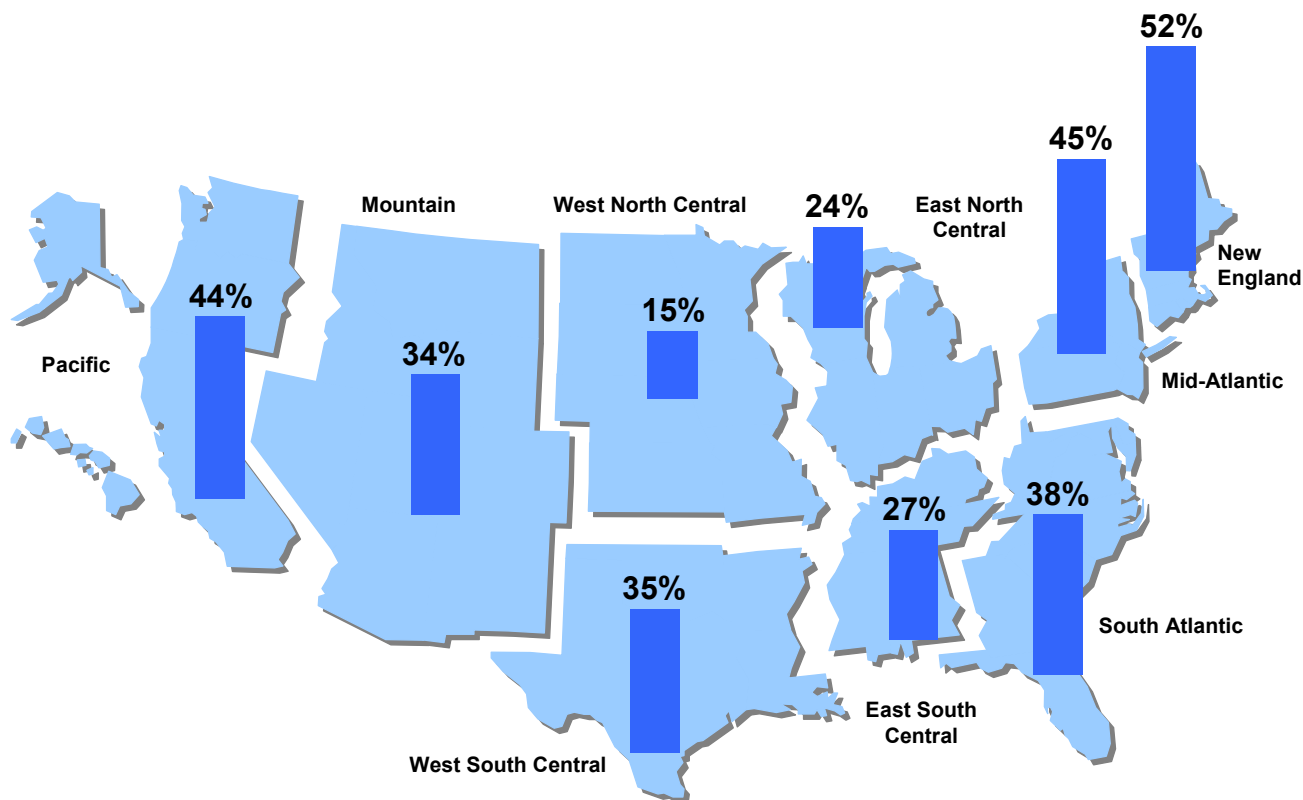 52%
45%
Mountain
West North Central
24%
East North
Central
New
England
44%
15%
34%
Pacific
Mid-Atlantic
27%
38%
35%
South Atlantic
East South
Central
West South Central